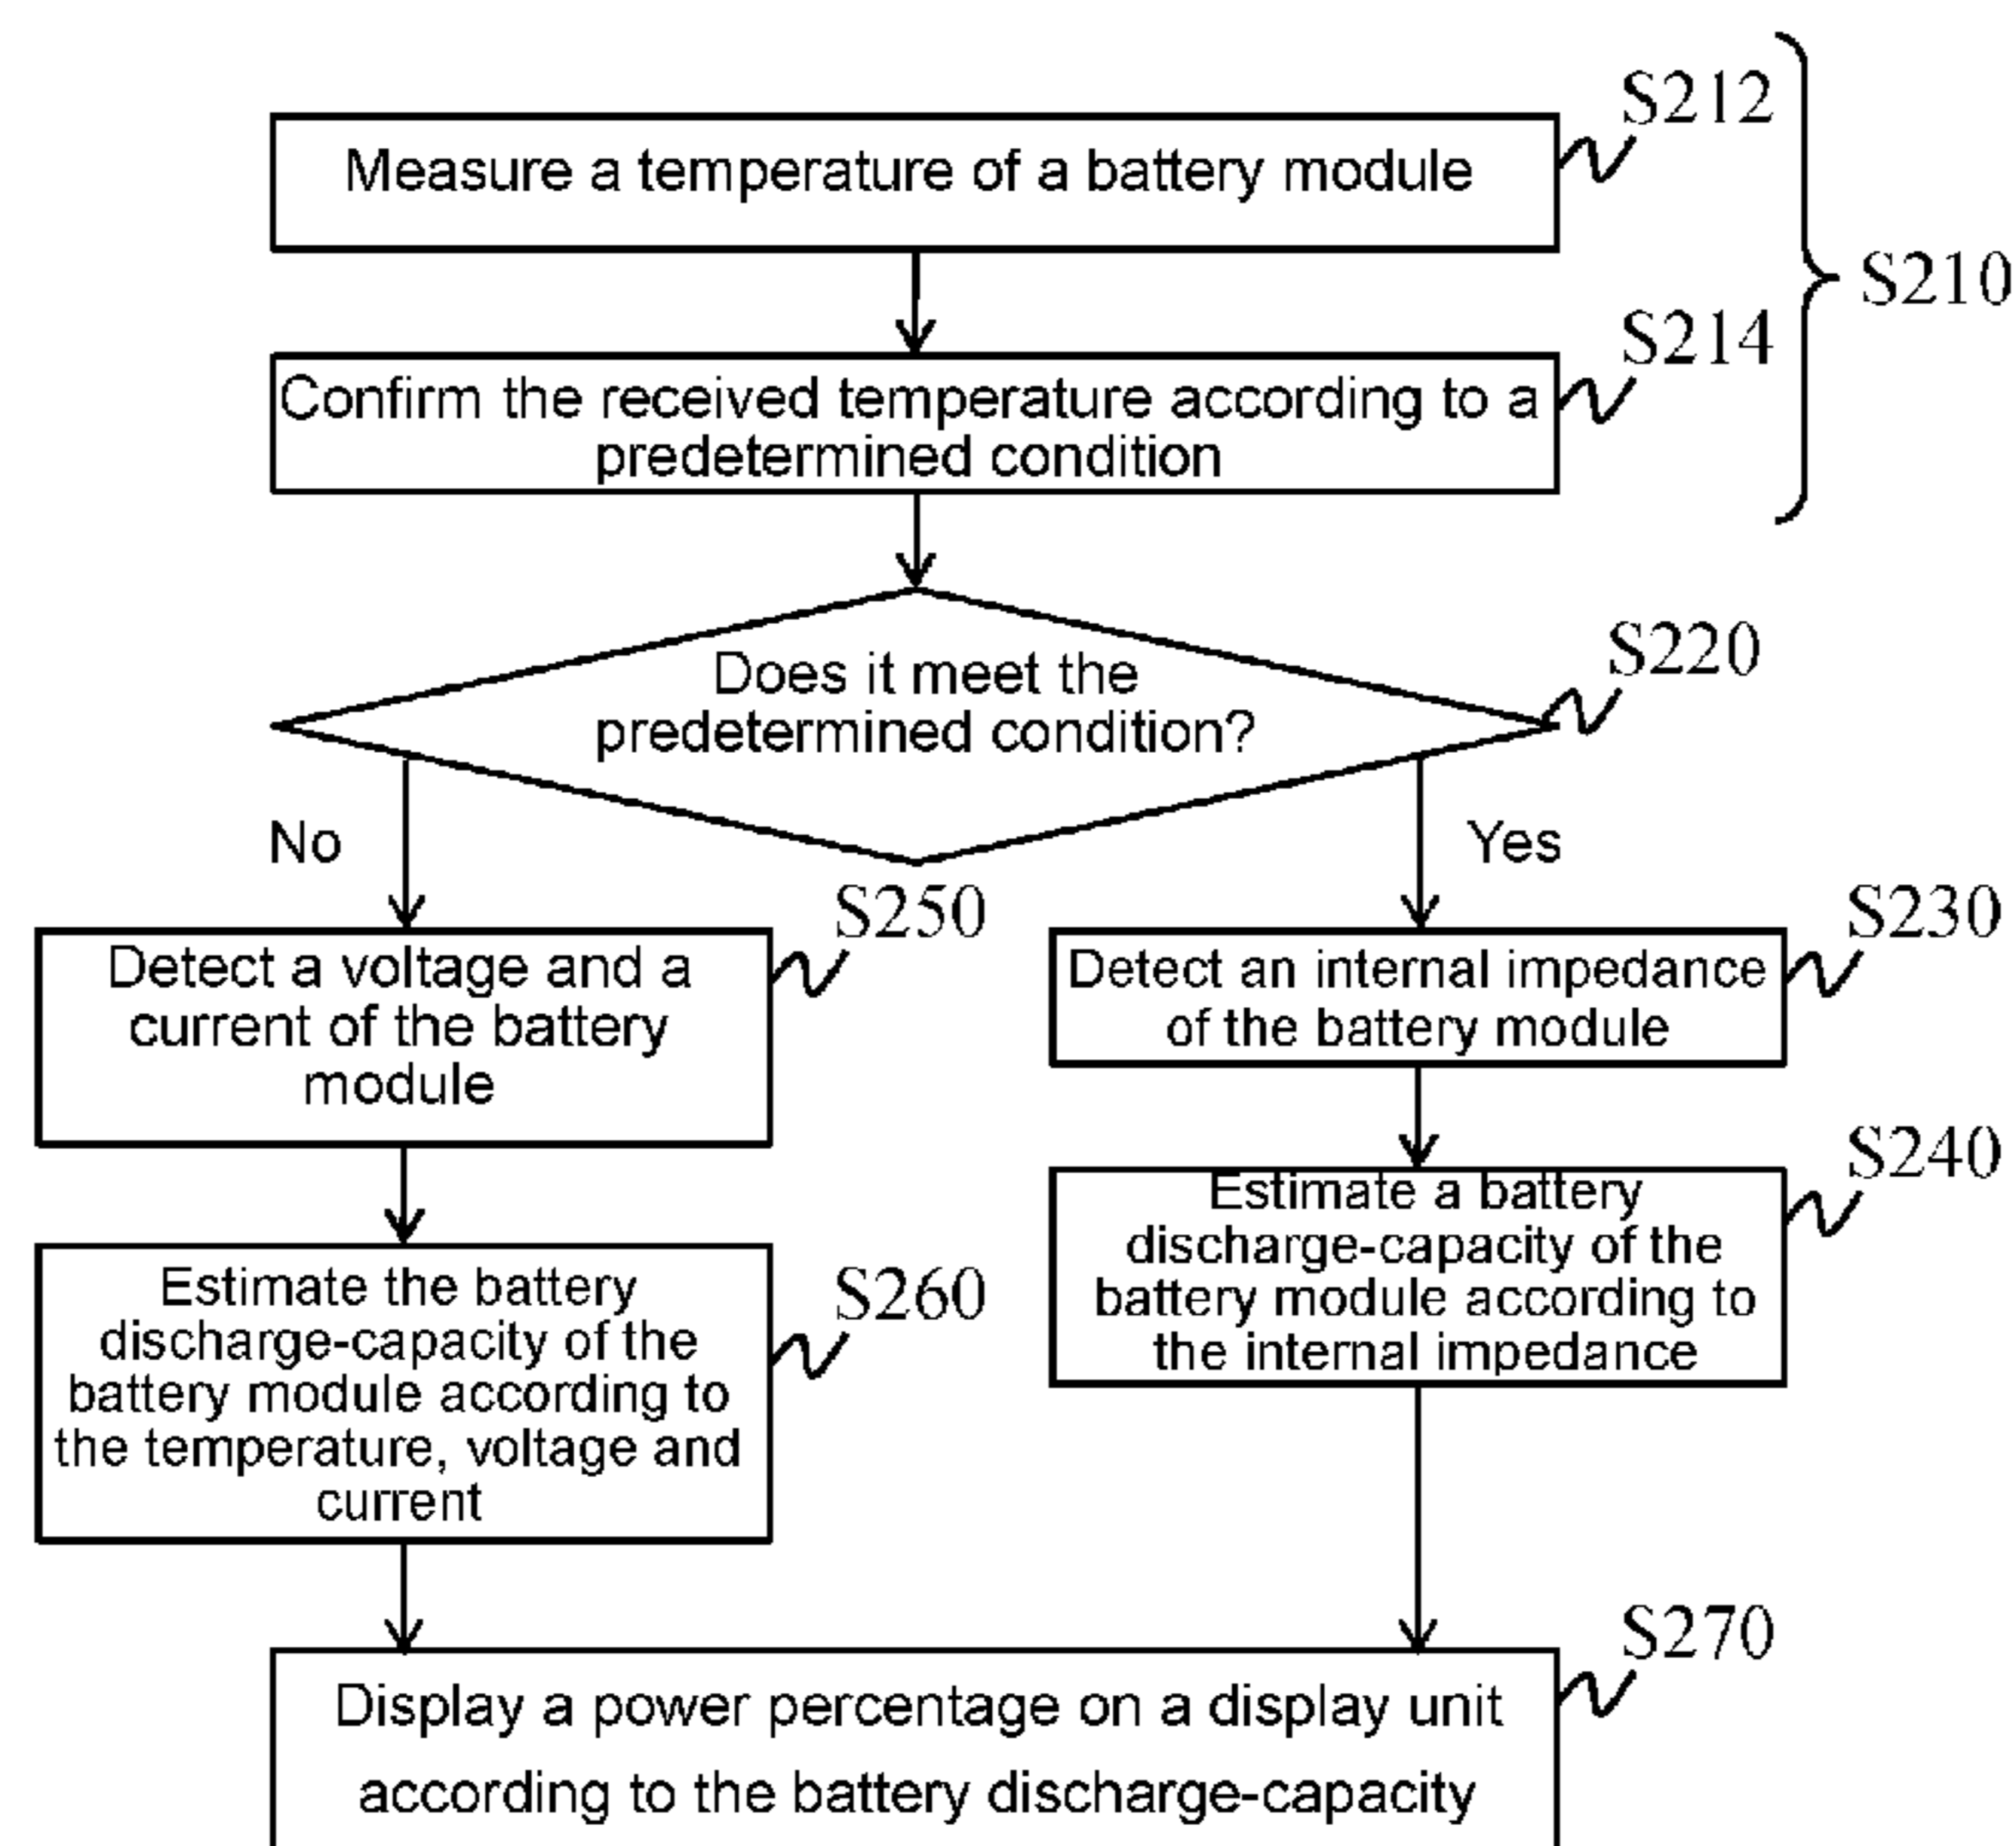 S212
Measure a temperature of a battery module
S210
S214
Confirm the received temperature according to a
predetermined condition
S220
Does it meet the
predetermined condition?
No
Yes
S250
Detect a voltage and a
current of the battery
module
S230
Detect an internal impedance
of the battery module
S260
Estimate the battery
discharge-capacity of the
battery module according to
the temperature, voltage and
current
S240
Estimate a battery
discharge-capacity of the
battery module according to
the internal impedance
S270
Display a power percentage on a display unit
according to the battery discharge-capacity